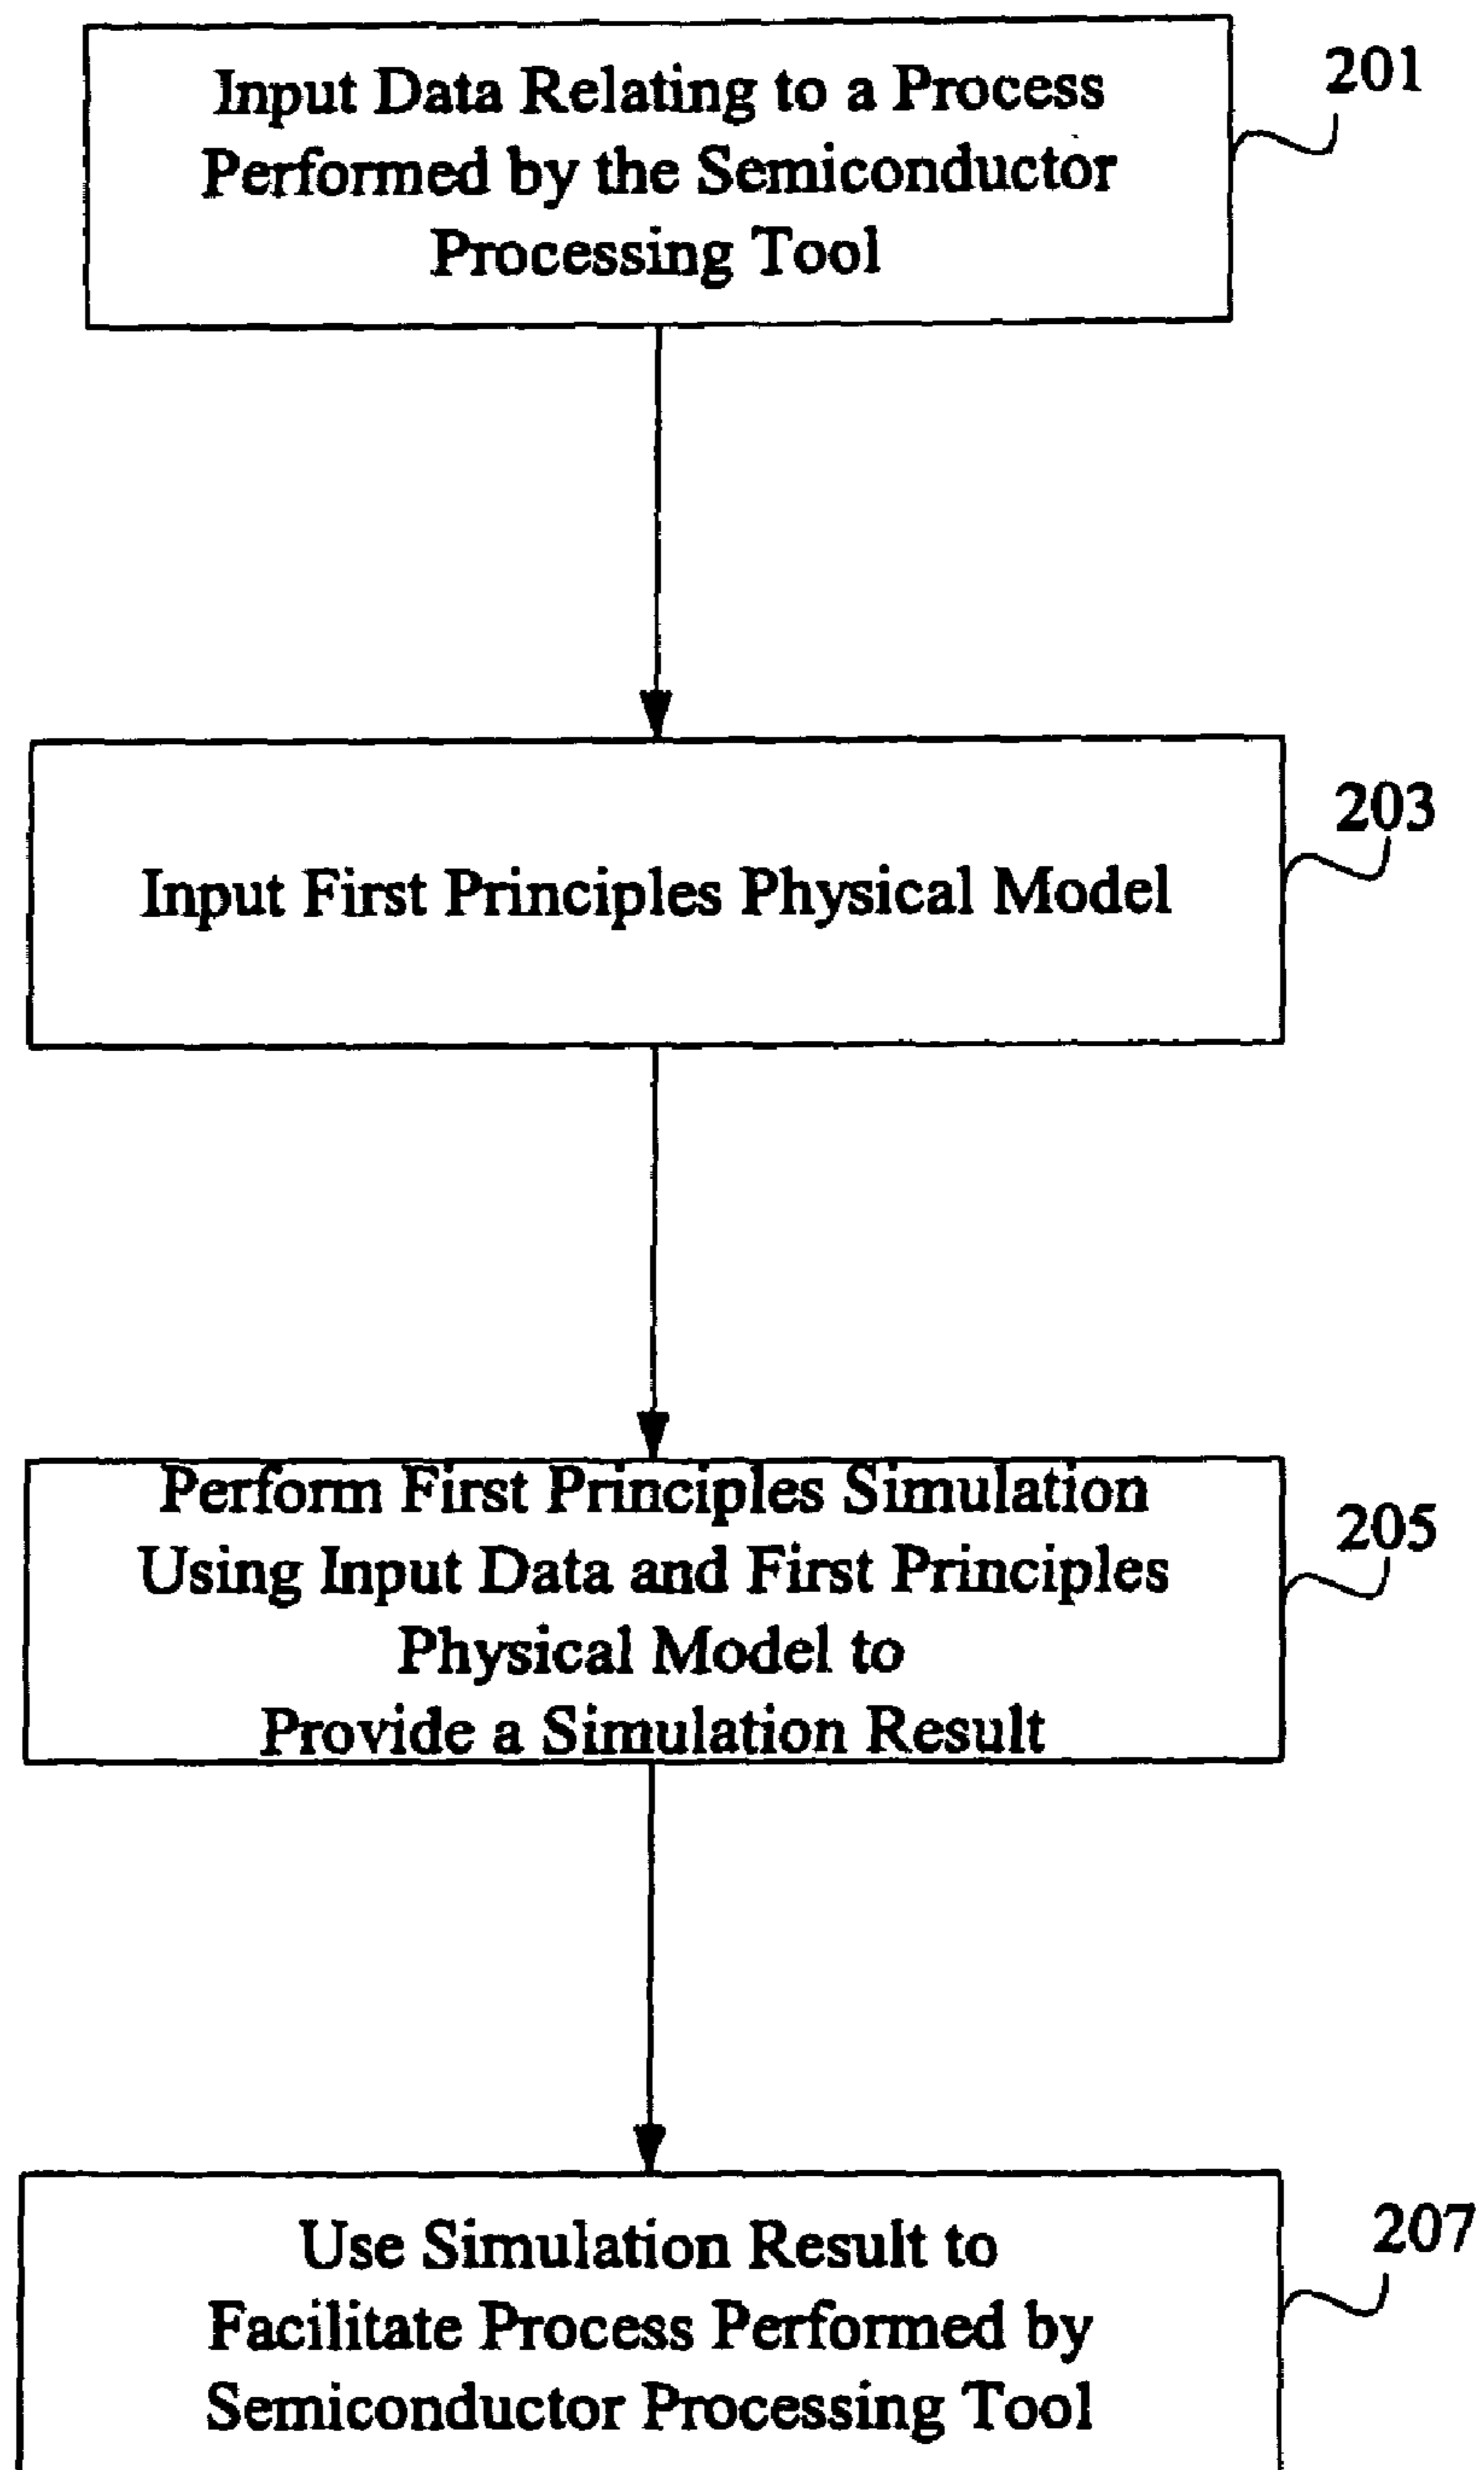 Input Data Relating to a Process
Performed by the Semiconductor
Processing Tool
201
Input First Principles Physical Model
203
Perform First Principles Simulation
Using Input Data and First Principles
Physical Model to
Provide a Simulation Result
205
Use Simulation Result to
Facilitate Process Performed by
Semiconductor Processing Tool
207